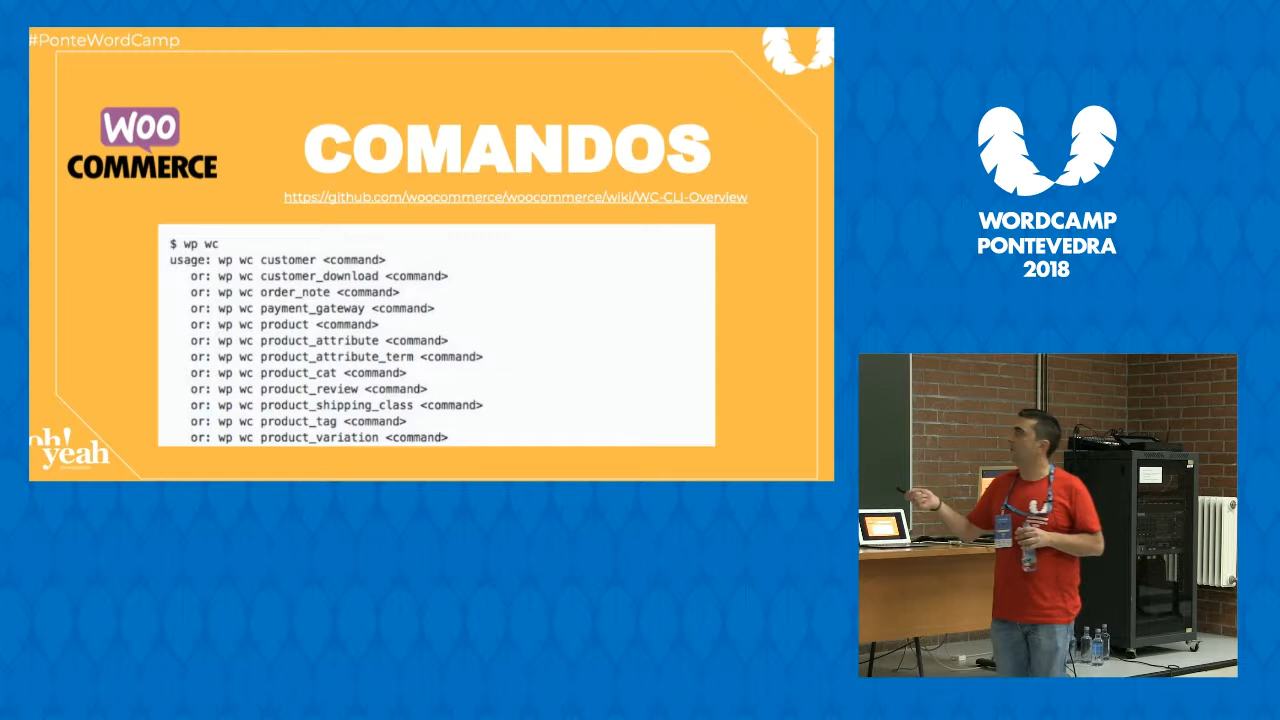 #PonteWordCamp
WOO
COMMERCE
COMANDOS
https://github.com/woocommerce/woocommerce/wiki/WC-CLI-Overview
$ wp wc
usage: wp wc customer <command>
or: wp wc customer_download <command>
or: wp wc order_note <command>
or: wp wc payment_gateway <command>
or: wp wc product <command>
or: wp wc product_attribute <command>
or: wp wc product_attribute_term <command>
or: wp wc product_cat <command>
or: wp wc product_review <command>
or: wp wc product_shipping_class <command>
or: wp wc product_tag <command>
or: wp wc product_variation <command>
oh!
yeah
WORDCAMP
PONTEVEDRA
2018